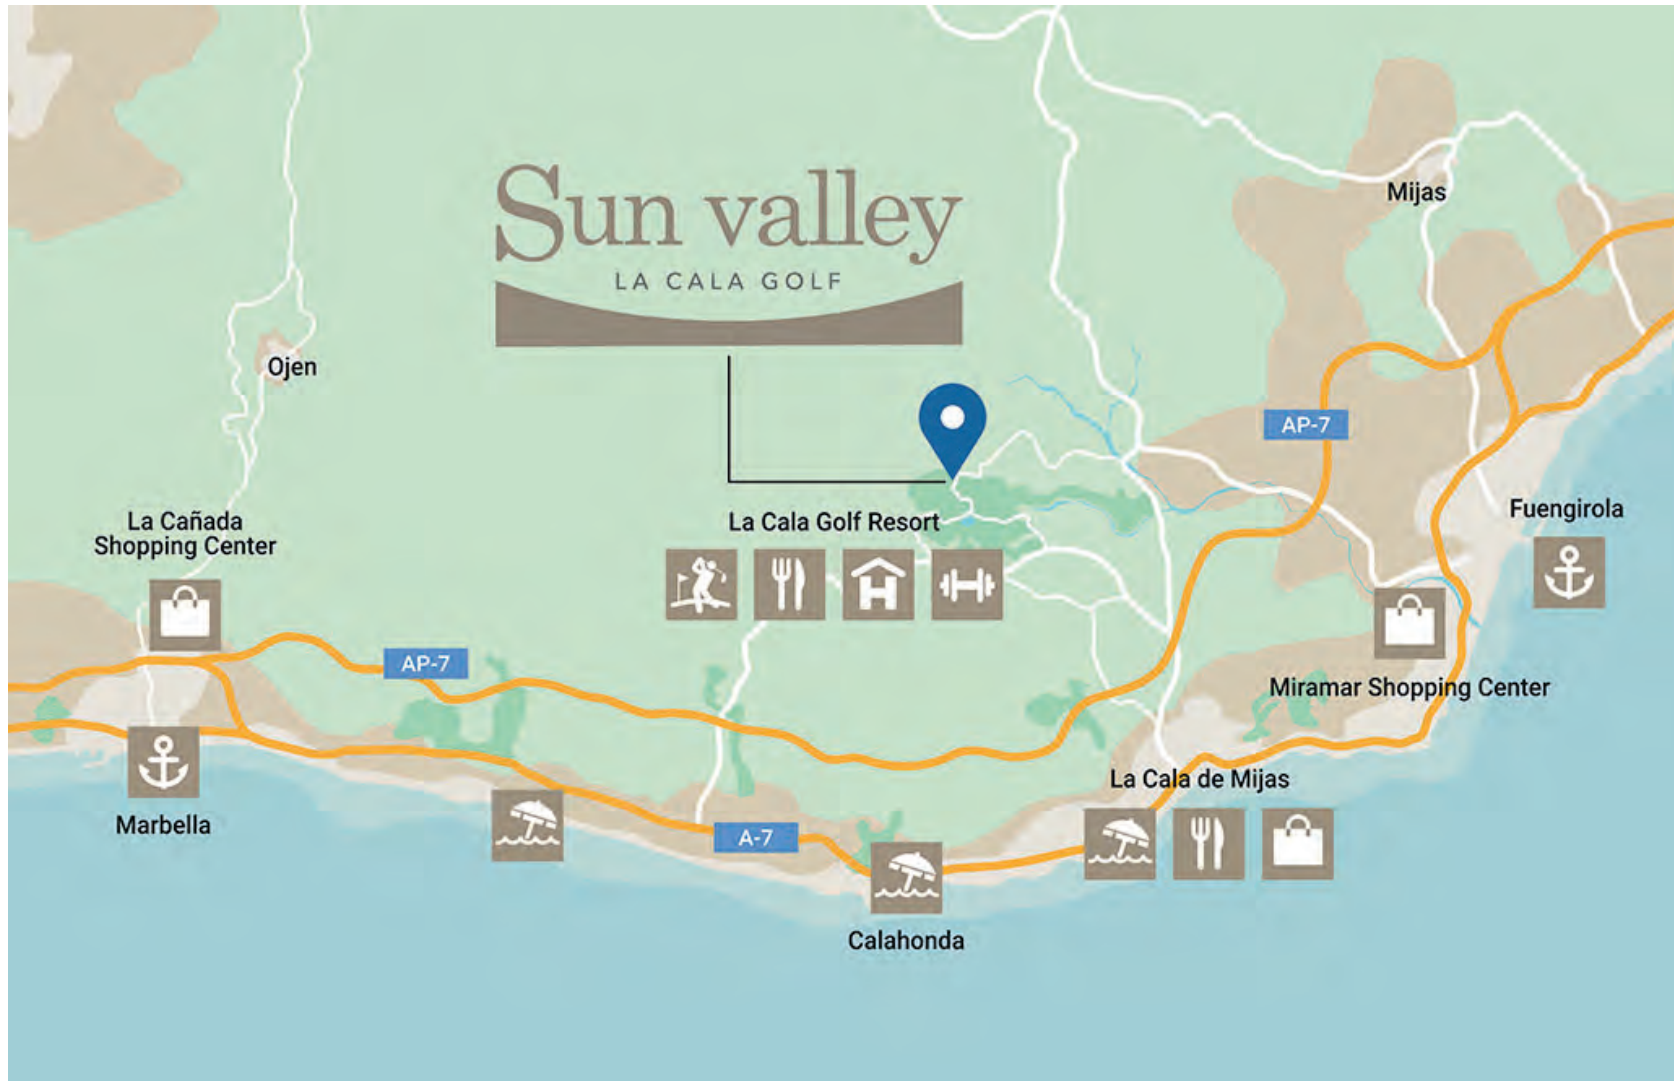 Sun valley
LA CALA GOLF
Mijas
Ojen
AP-7
La Cañada
Shopping Center
La Cala Golf Resort
Fuengirola
AP-7
Miramar Shopping Center
La Cala de Mijas
Marbella
A-7
Calahonda